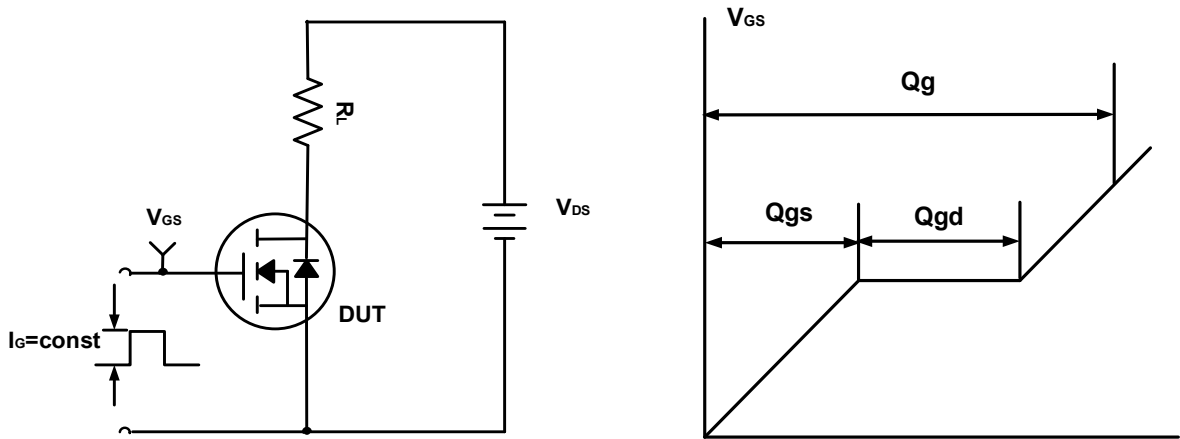 RL
VGS
VDS
DUT
IG=const
VGS
Qg
Qgs
Qgd